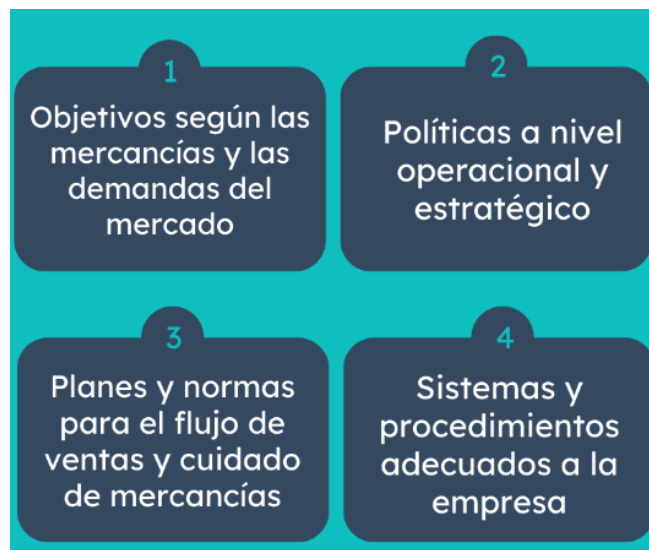 1
Objetivos según las
mercancías y las
demandas del
mercado
2
Políticas a nivel
operacional y
estratégico
3
Planes y normas
para el flujo de
ventas y cuidado
de mercancías
4
Sistemas y
procedimientos
adecuados a la
empresa